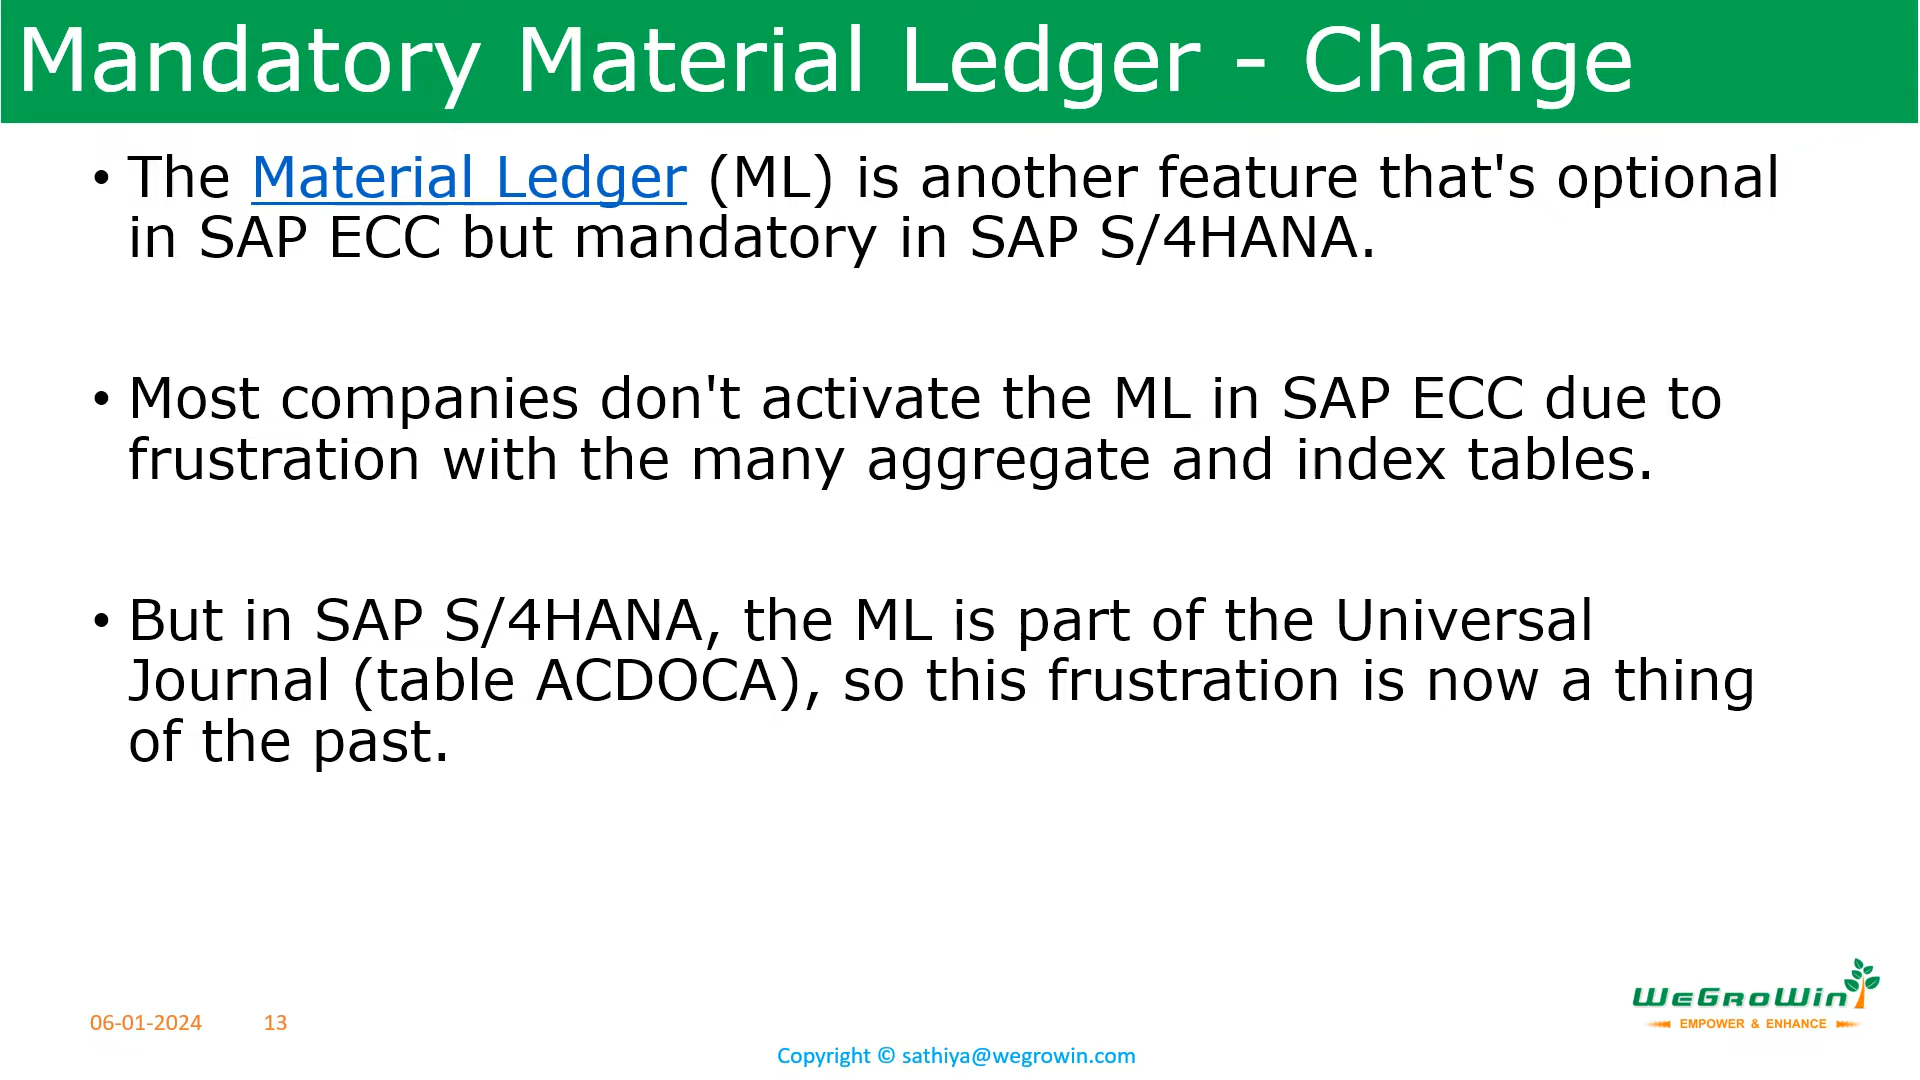 Mandatory Material Ledger - Change
• The Material Ledger (ML) is another feature that's optional
in SAP ECC but mandatory in SAP S/4HANA.
• Most companies don't activate the ML in SAP ECC due to
frustration with the many aggregate and index tables.
• But in SAP S/4HANA, the ML is part of the Universal
Journal (table ACDOCA), so this frustration is now a thing
of the past.
WeGroWin
EMPOWER & ENHANCE
06-01-2024 13
Copyright © sathiya@wegrowin.com